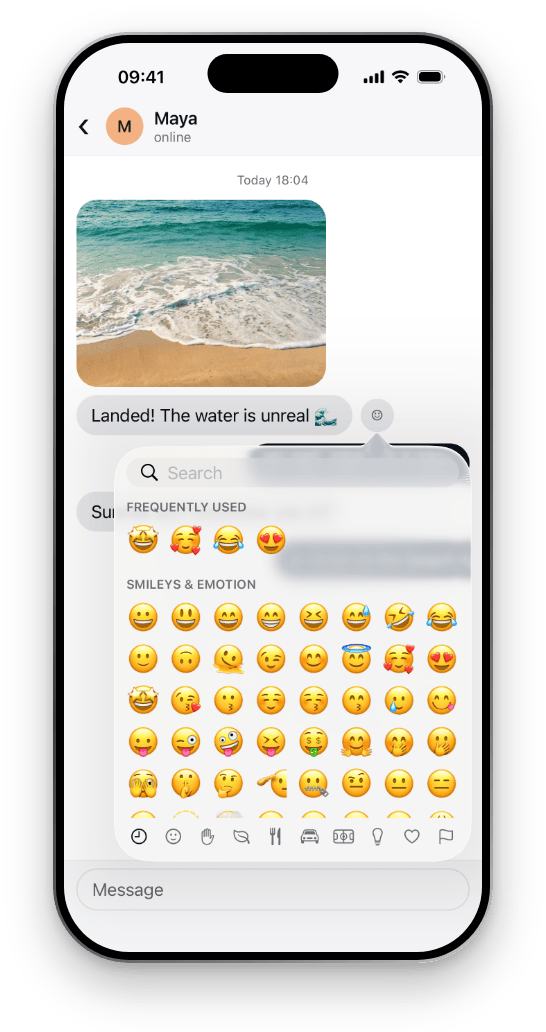 09:41
M
Maya
online
Today 18:04
Landed! The water is unreal 🌊
Search
FREQUENTLY USED
SMILEYS & EMOTION
Message